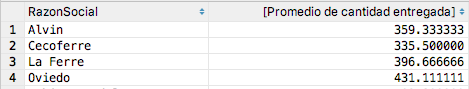 RazonSocial [Promedio de cantidad entregada]
1 Alvin 359.333333
2 Cecoferre 335.500000
3 La Ferre 396.666666
4 Oviedo 431.111111